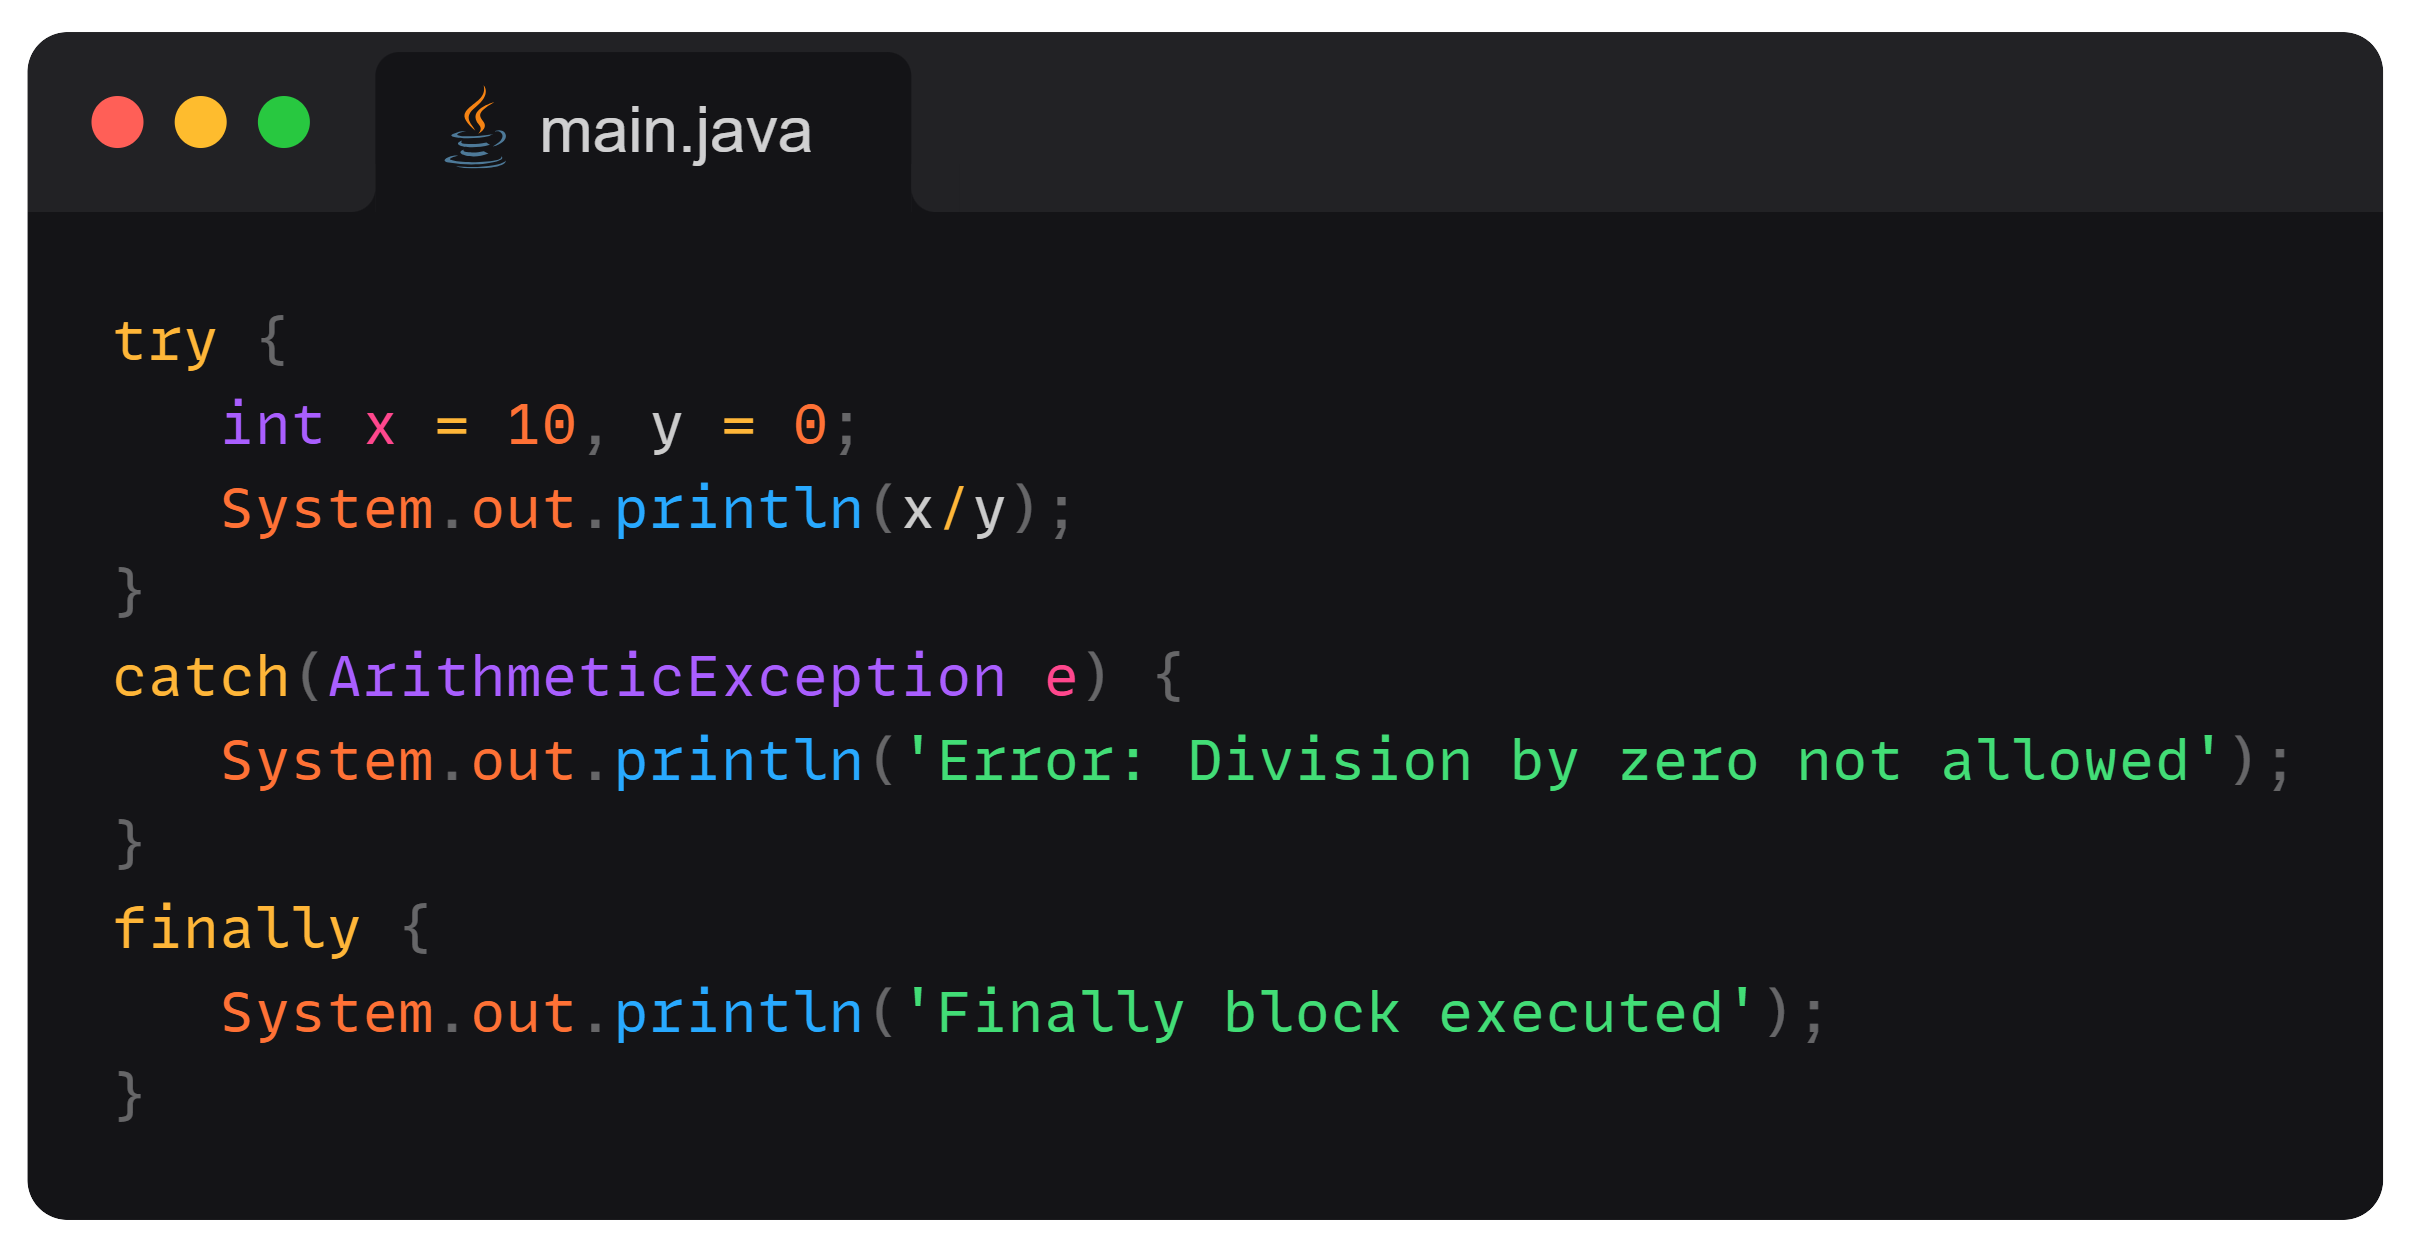 main.java
try {
   int x = 10, y = 0;
   System.out.println(x/y);
}
catch(ArithmeticException e) {
   System.out.println('Error: Division by zero not allowed');
}
finally {
   System.out.println('Finally block executed');
}